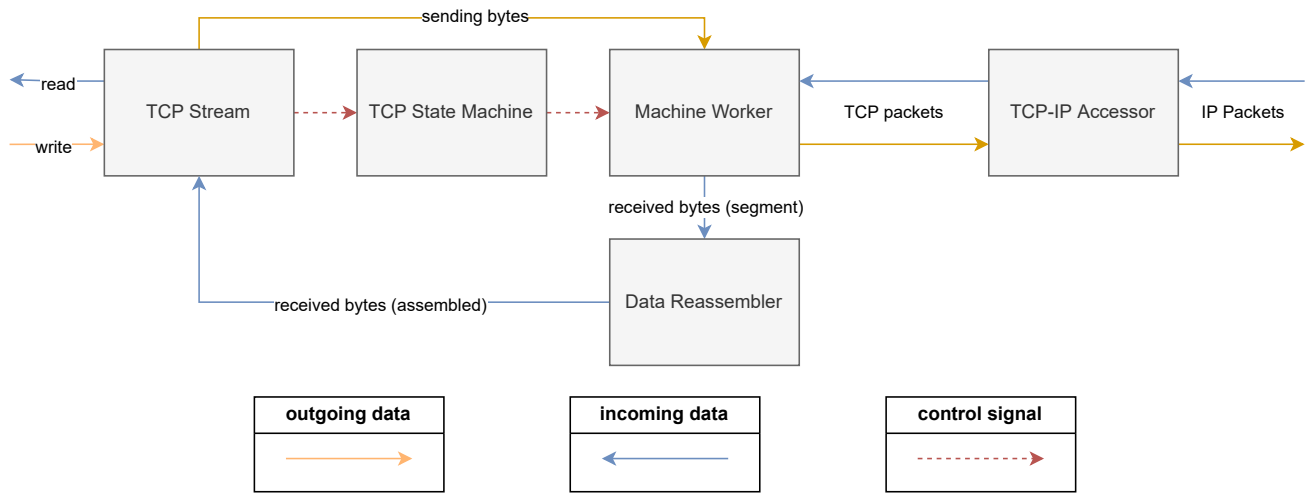 sending bytes
read
write
TCP Stream
TCP State Machine
Machine Worker
TCP packets
TCP-IP Accessor
IP Packets
received bytes (segment)
Data Reassembler
received bytes (assembled)
outgoing data
incoming data
control signal